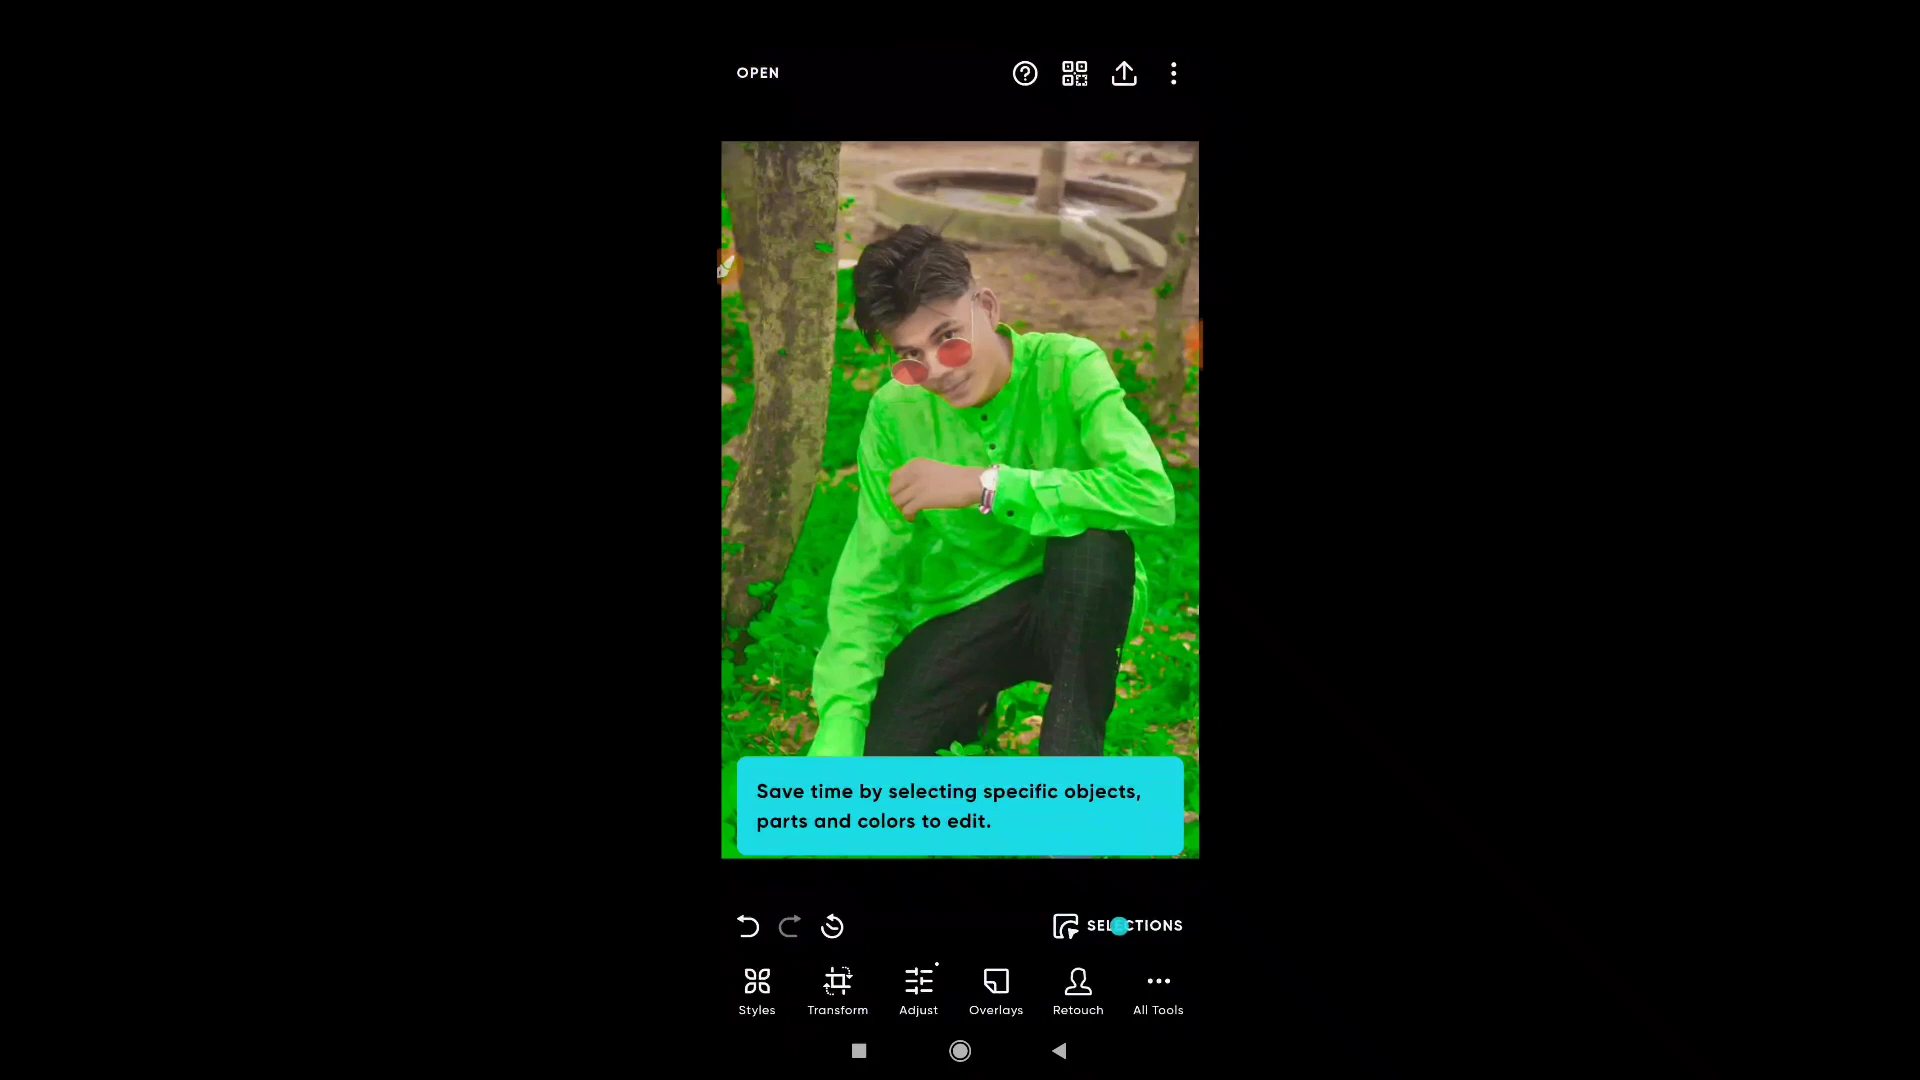 OPEN
Save time by selecting specific objects,
parts and colors to edit.
SELECTIONS
Styles
Transform
Adjust
Overlays
Retouch
All Tools